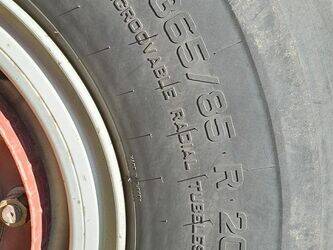 365/85 · R · 20
REGROOVABLE RADIAL TUBELESS